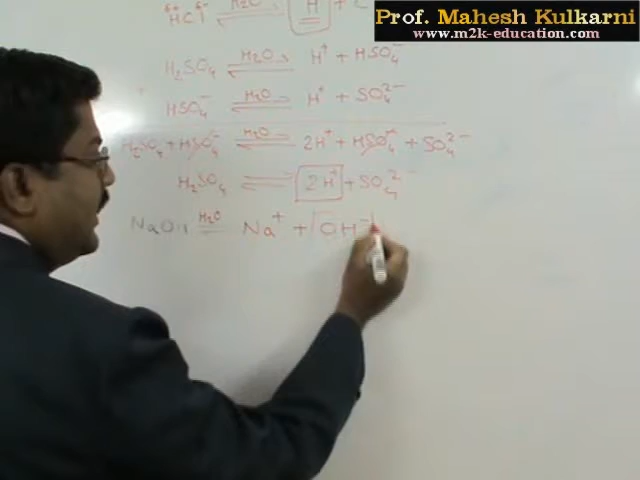 Prof. Mahesh Kulkarni
www.m2k-education.com
HCl H₂O H +
H₂SO₄ H₂O ⇌ H⁺ + HSO₄⁻
HSO₄⁻ H₂O ⇌ H⁺ + SO₄²⁻
H₂SO₄ + HSO₄⁻ H₂O ⇌ 2H⁺ + HSO₄⁻ + SO₄²⁻
H₂SO₄ ⇌ 2H⁺ + SO₄²⁻
NaOH H₂O ⇌ Na⁺ + OH⁻